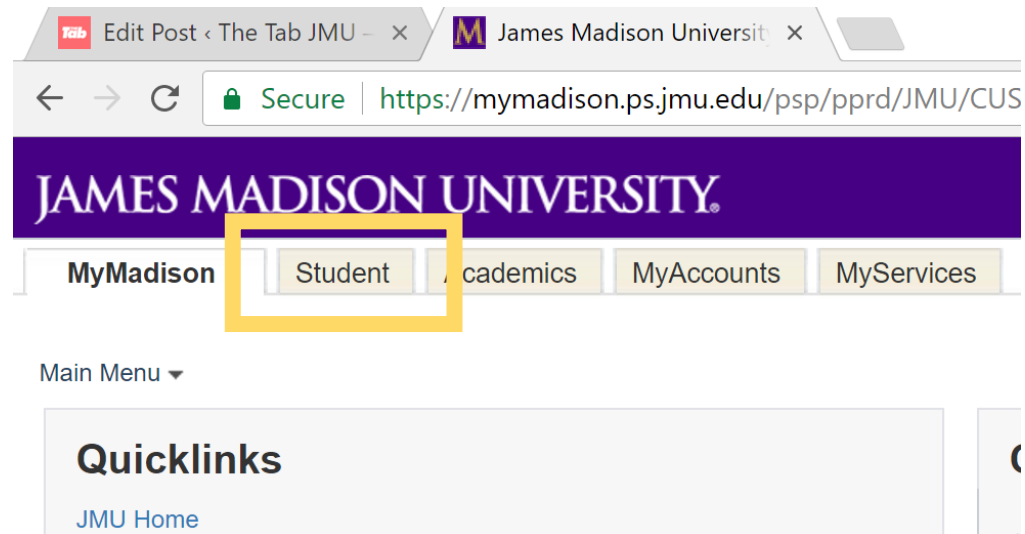 Tab Edit Post ‹ The Tab JMU – × M James Madison Universit ×
Secure https://mymadison.ps.jmu.edu/psp/pprd/JMU/CUS
JAMES MADISON UNIVERSITY®
MyMadison Student Academics MyAccounts MyServices
Main Menu
Quicklinks
JMU Home